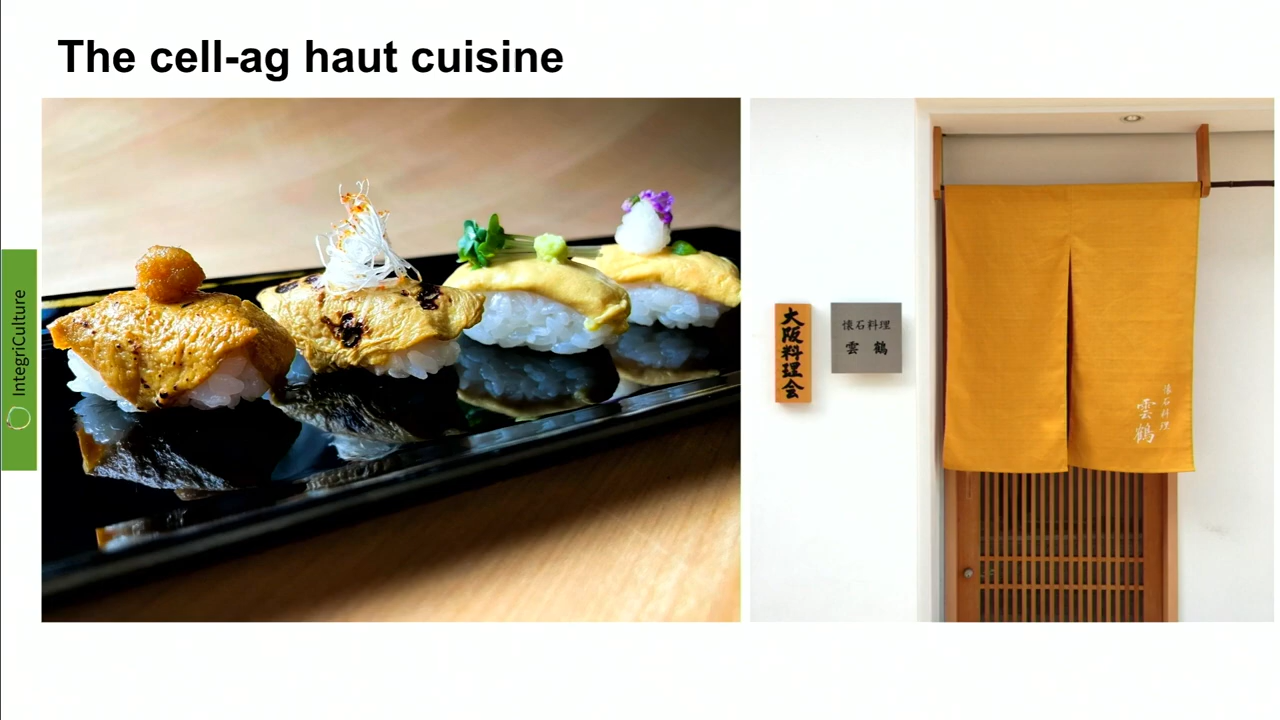 The cell-ag haut cuisine
IntegriCulture
大阪料理会
懐石料理
雲鶴
懐石料理
雲鶴